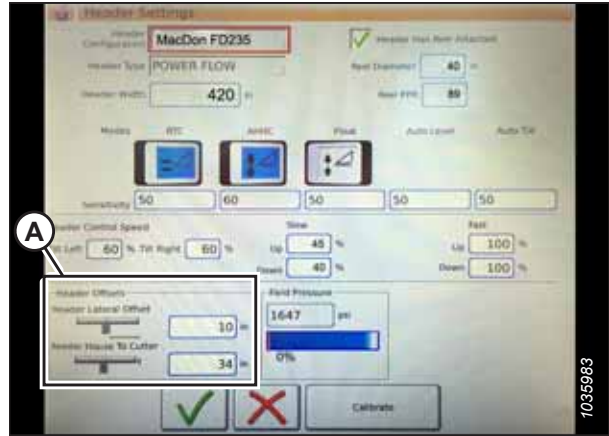 Header Settings
Header Configuration MacDon FD235 Header Has Reel Attached
Header Type POWER FLOW Reel Diameter 40 in
Header Width 420 in Reel PPR 89
Modes RTC AHHC Float Auto Level Auto Tilt
Sensitivity 50 60 50 50 50
Header Control Speed Slow Fast
Tilt Left 60 % Tilt Right 60 % Up 45 % Up 100 %
Down 40 % Down 100 %
A
Header Offsets Field Pressure
Header Lateral Offset 1647 psi
10 in
Feeder House To Cutter 0%
34 in
Calibrate
1035983